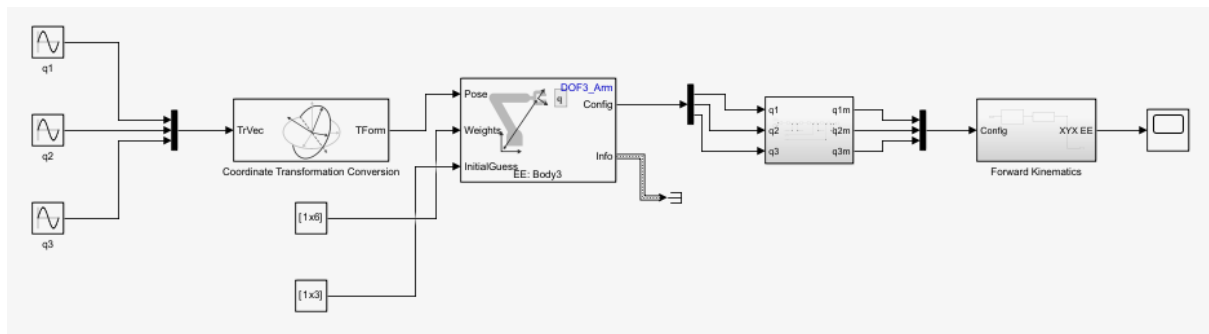 q1
q2
q3
TrVec
TForm
Coordinate Transformation Conversion
[1x6]
[1x3]
DOF3_Arm
Pose
Config
Weights
Info
InitialGuess
EE: Body3
q
q1
q1m
q2
q2m
q3
q3m
Config
XYX EE
Forward Kinematics